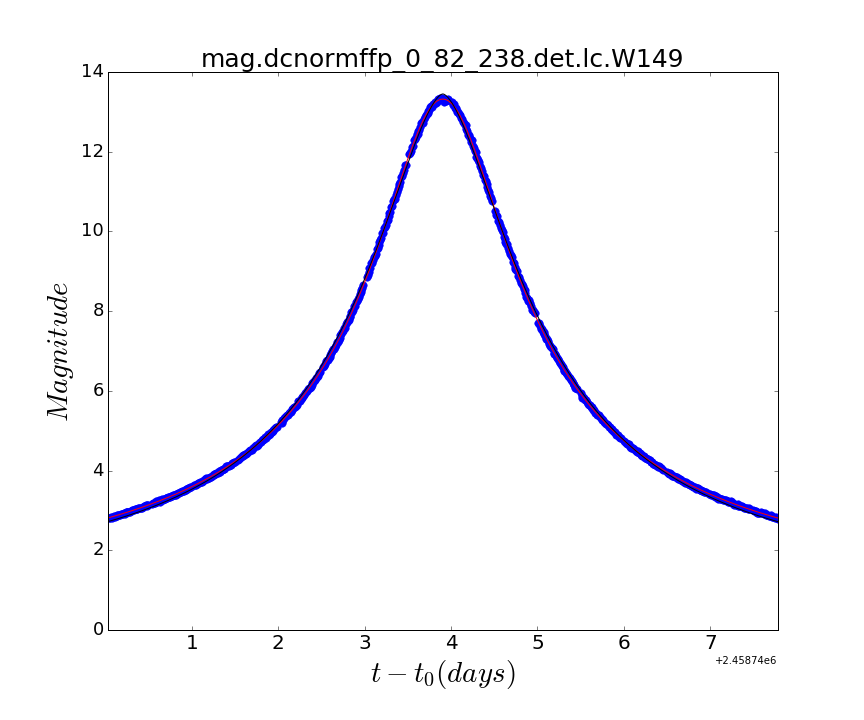 mag.dcnormffp_0_82_238.det.lc.W149
14
12
10
8
6
4
2
0
Magnitude
1 2 3 4 5 6 7
+2.45874e6
t − t₀(days)